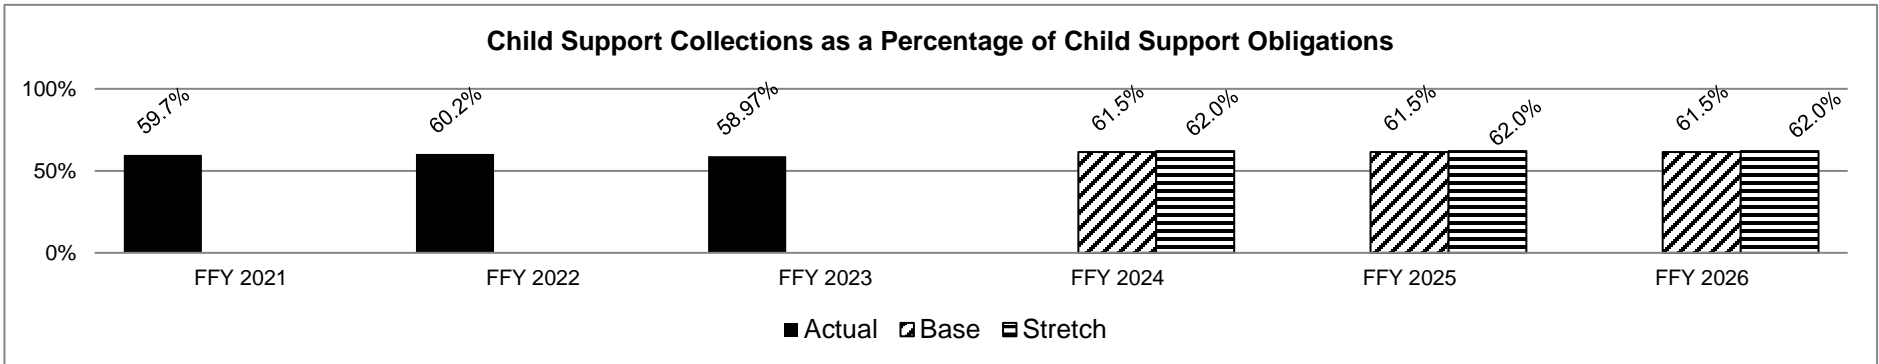 Child Support Collections as a Percentage of Child Support Obligations
100%
50%
0%
59.7%
60.2%
58.97%
61.5%
62.0%
61.5%
62.0%
61.5%
62.0%
FFY 2021
FFY 2022
FFY 2023
FFY 2024
FFY 2025
FFY 2026
Actual Base Stretch